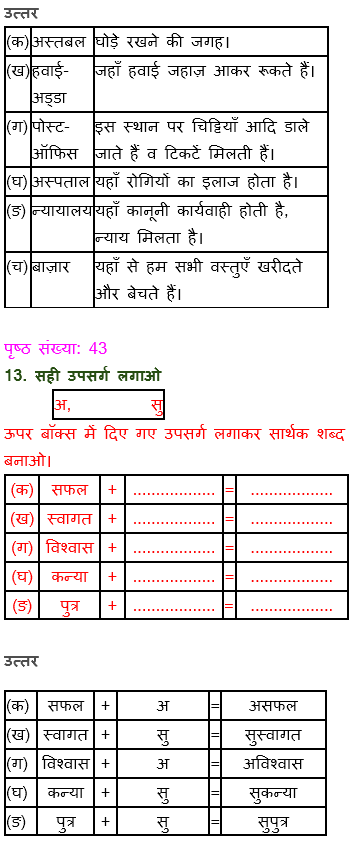 उत्तर
(क) अस्तबल घोड़े रखने की जगह।
(ख) हवाई- जहाँ हवाई जहाज़ आकर रूकते हैं।
अड्डा
(ग) पोस्ट- इस स्थान पर चिट्ठियाँ आदि डाले
ऑफिस जाते हैं व टिकटें मिलती हैं।
(घ) अस्पताल यहाँ रोगियों का इलाज होता है।
(ङ) न्यायालय यहाँ कानूनी कार्यवाही होती है,
न्याय मिलता है।
(च) बाज़ार यहाँ से हम सभी वस्तुएँ खरीदते
और बेचते हैं।
पृष्ठ संख्या: 43
13. सही उपसर्ग लगाओ
अ, सु
ऊपर बॉक्स में दिए गए उपसर्ग लगाकर सार्थक शब्द
बनाओ।
(क) सफल + .................. = ..................
(ख) स्वागत + .................. = ..................
(ग) विश्वास + .................. = ..................
(घ) कन्या + .................. = ..................
(ङ) पुत्र + .................. = ..................
उत्तर
(क) सफल + अ = असफल
(ख) स्वागत + सु = सुस्वागत
(ग) विश्वास + अ = अविश्वास
(घ) कन्या + सु = सुकन्या
(ङ) पुत्र + सु = सुपुत्र